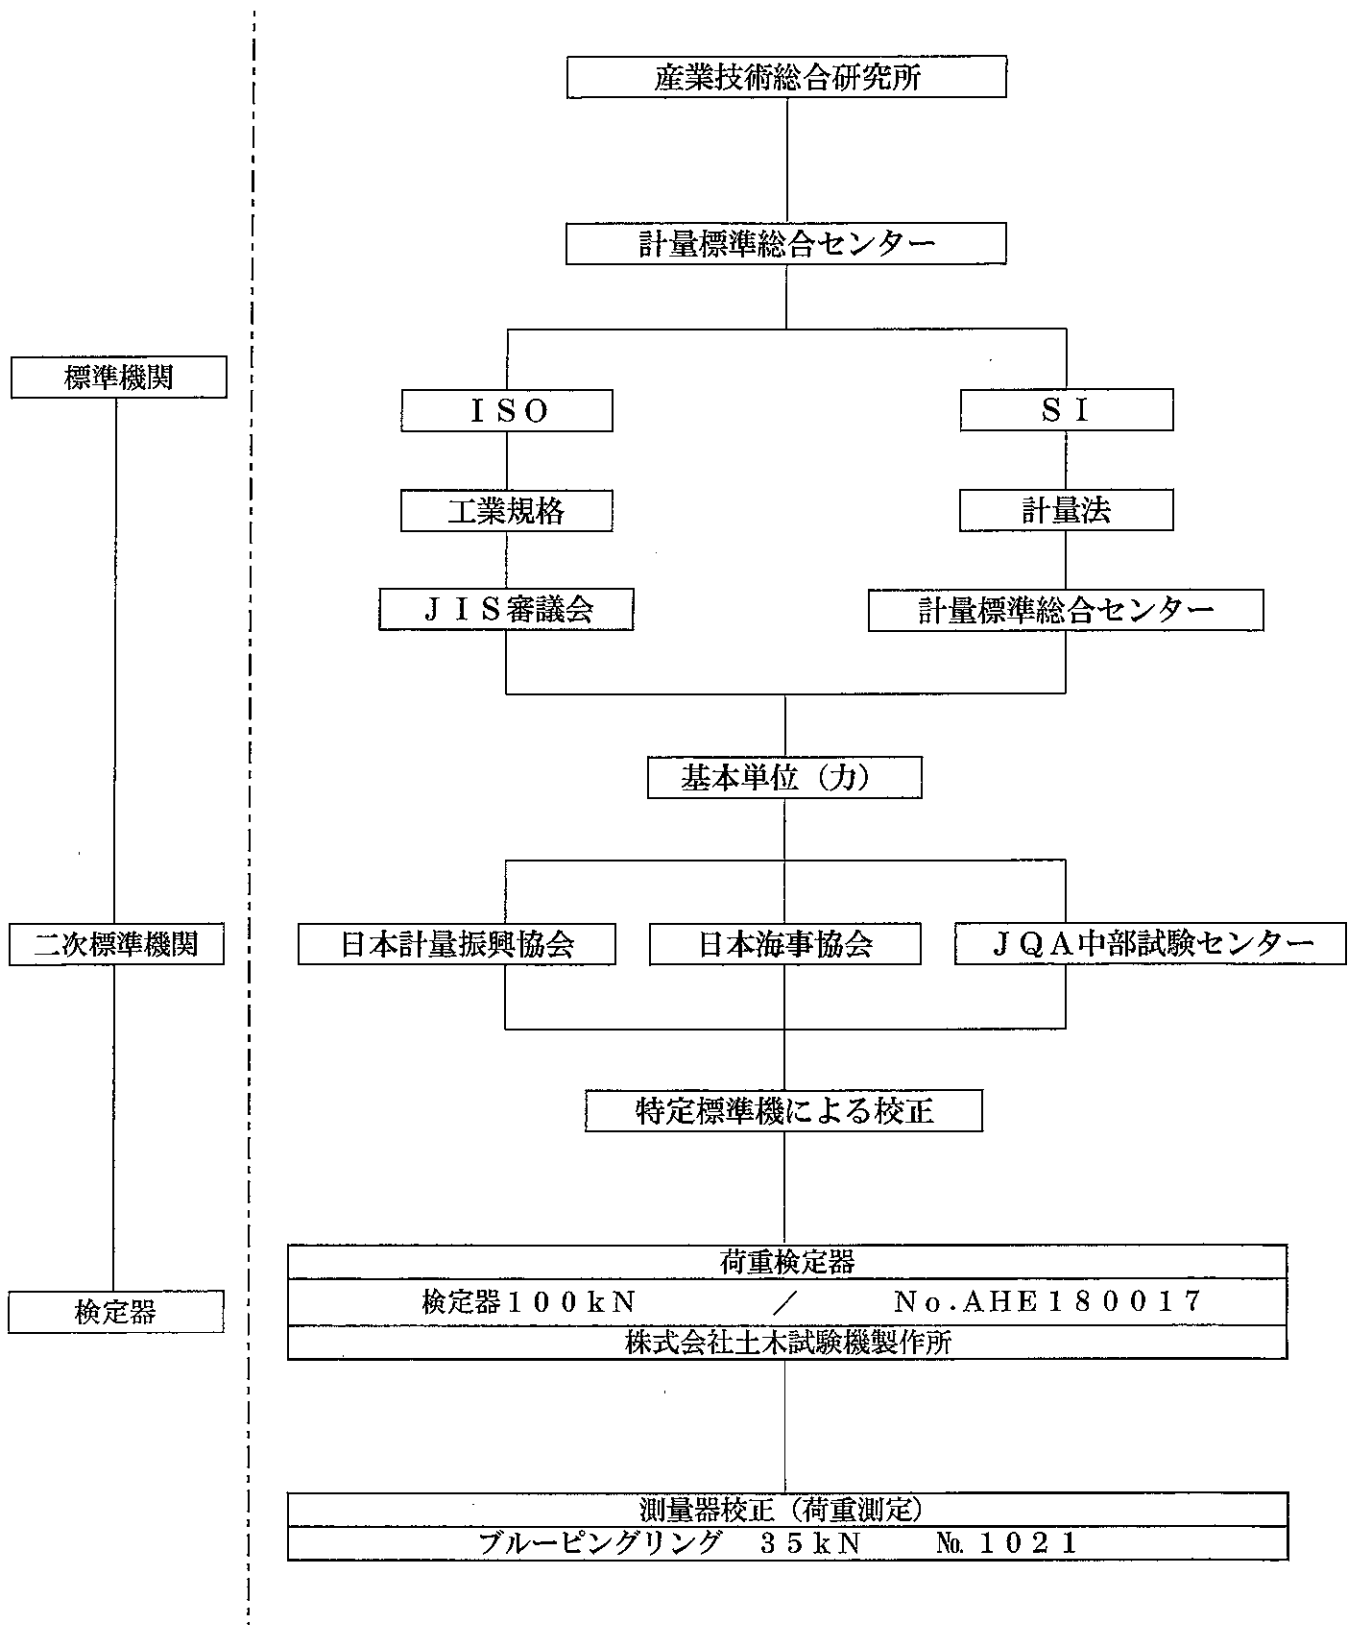 産業技術総合研究所
計量標準総合センター
標準機関
ISO
SI
工業規格
計量法
JIS審議会
計量標準総合センター
基本単位(力)
二次標準機関
日本計量振興協会
日本海事協会
JQA中部試験センター
特定標準機による校正
荷重検定器
検定器
検定器100kN / No.AHE180017
株式会社土木試験機製作所
測量器校正(荷重測定)
ブルーピングリング 35kN № 1021